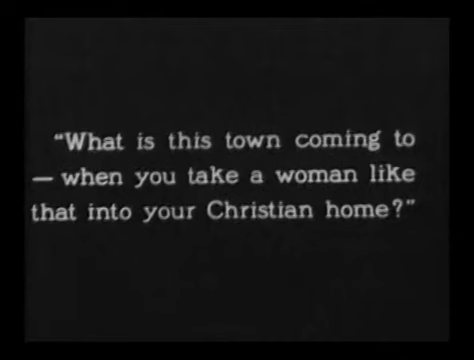 "What is this town coming to
— when you take a woman like
that into your Christian home?"